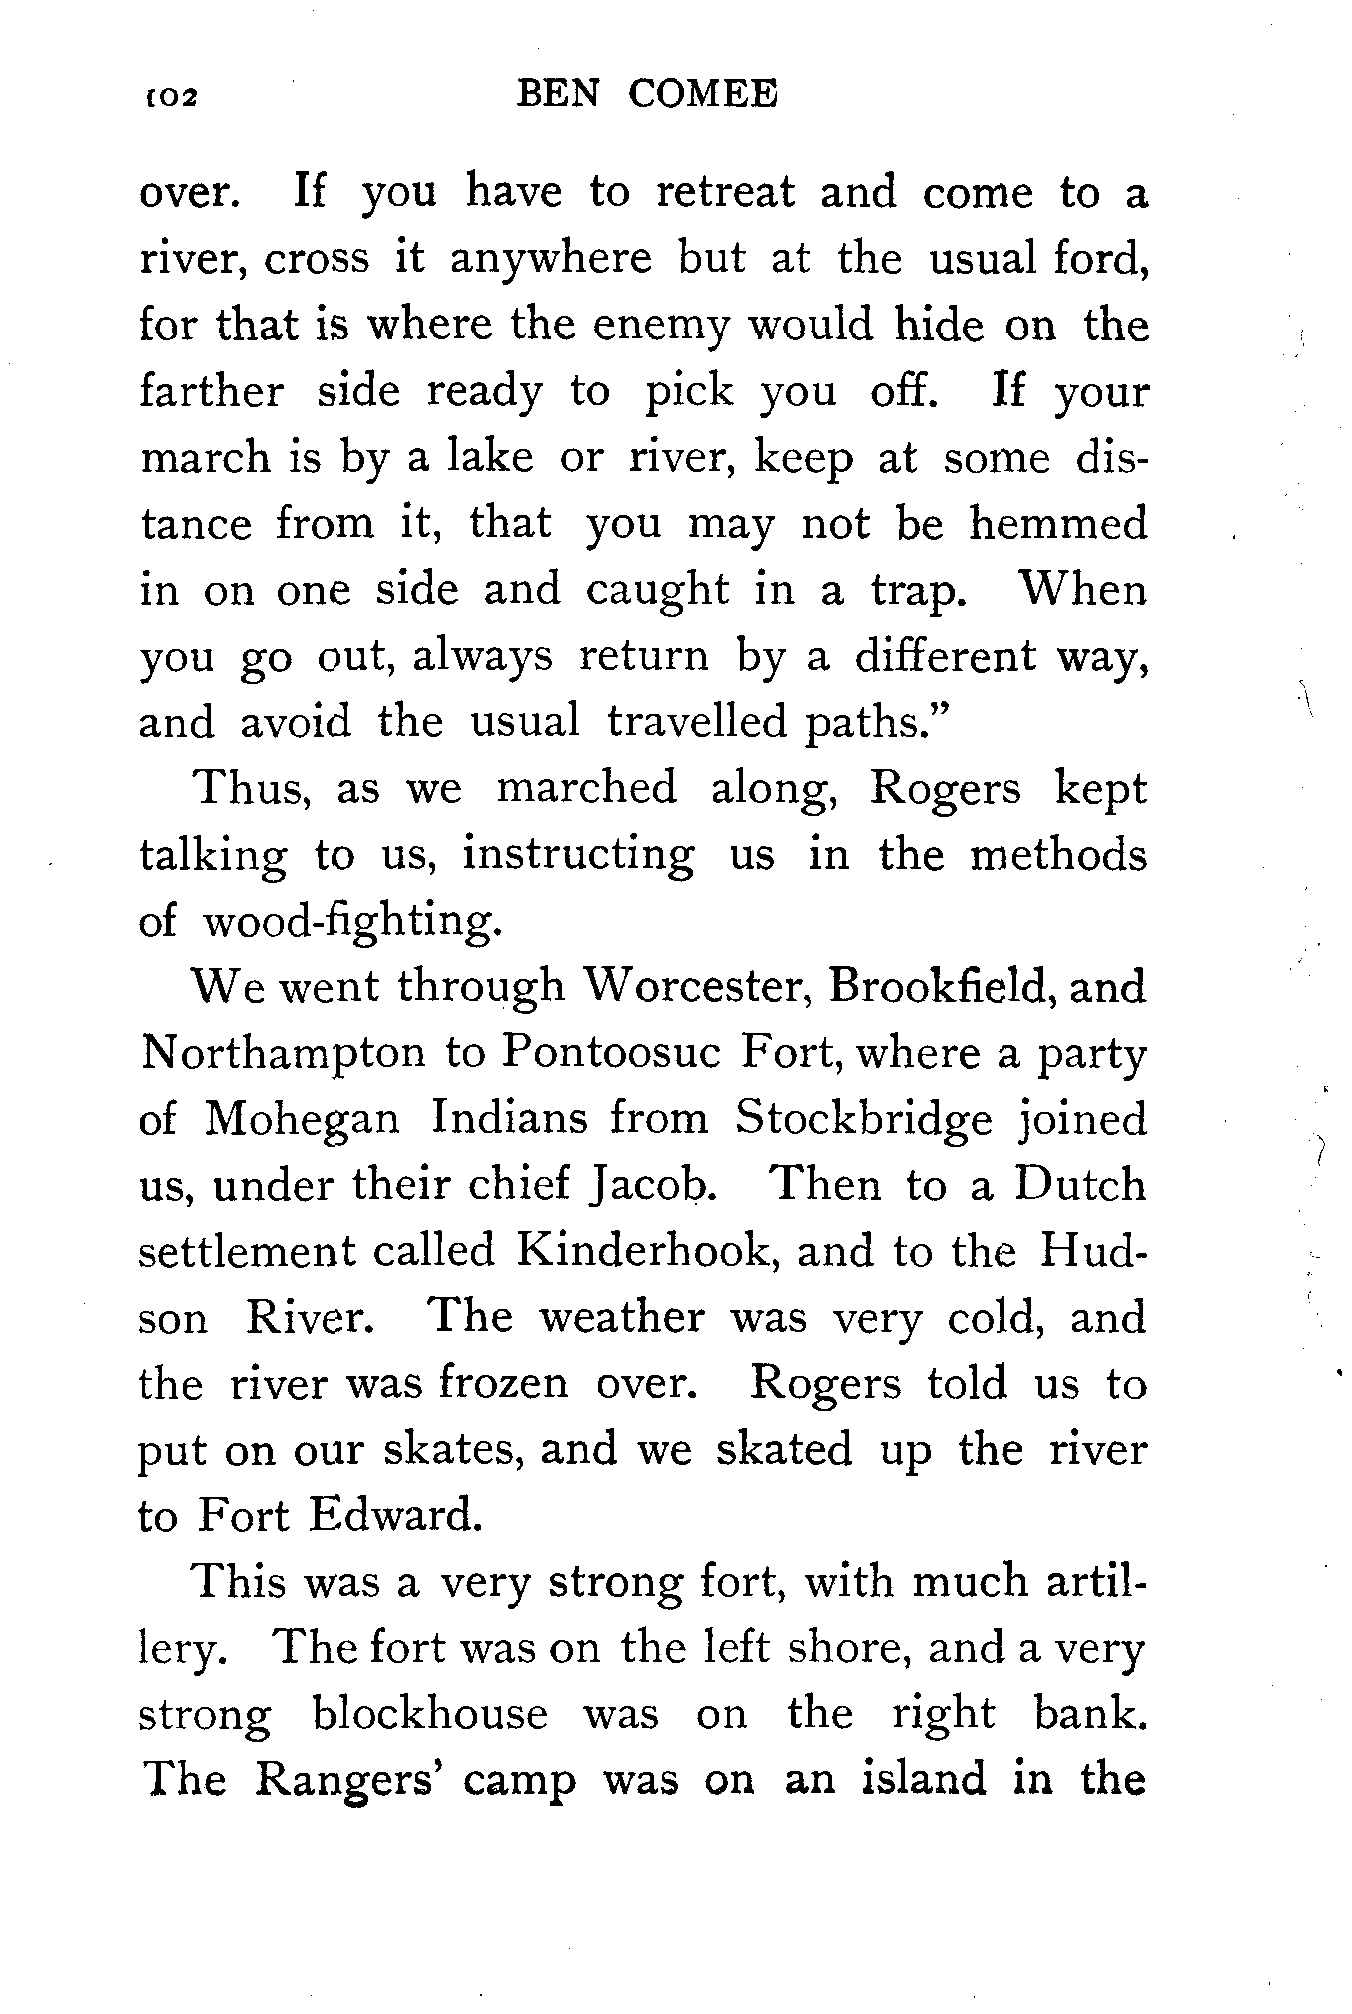 102 BEN COMEE
over. If you have to retreat and come to a
river, cross it anywhere but at the usual ford,
for that is where the enemy would hide on the
farther side ready to pick you off. If your
march is by a lake or river, keep at some dis-
tance from it, that you may not be hemmed
in on one side and caught in a trap. When
you go out, always return by a different way,
and avoid the usual travelled paths.”
Thus, as we marched along, Rogers kept
talking to us, instructing us in the methods
of wood-fighting.
We went through Worcester, Brookfield, and
Northampton to Pontoosuc Fort, where a party
of Mohegan Indians from Stockbridge joined
us, under their chief Jacob. Then to a Dutch
settlement called Kinderhook, and to the Hud-
son River. The weather was very cold, and
the river was frozen over. Rogers told us to
put on our skates, and we skated up the river
to Fort Edward.
This was a very strong fort, with much artil-
lery. The fort was on the left shore, and a very
strong blockhouse was on the right bank.
The Rangers’ camp was on an island in the